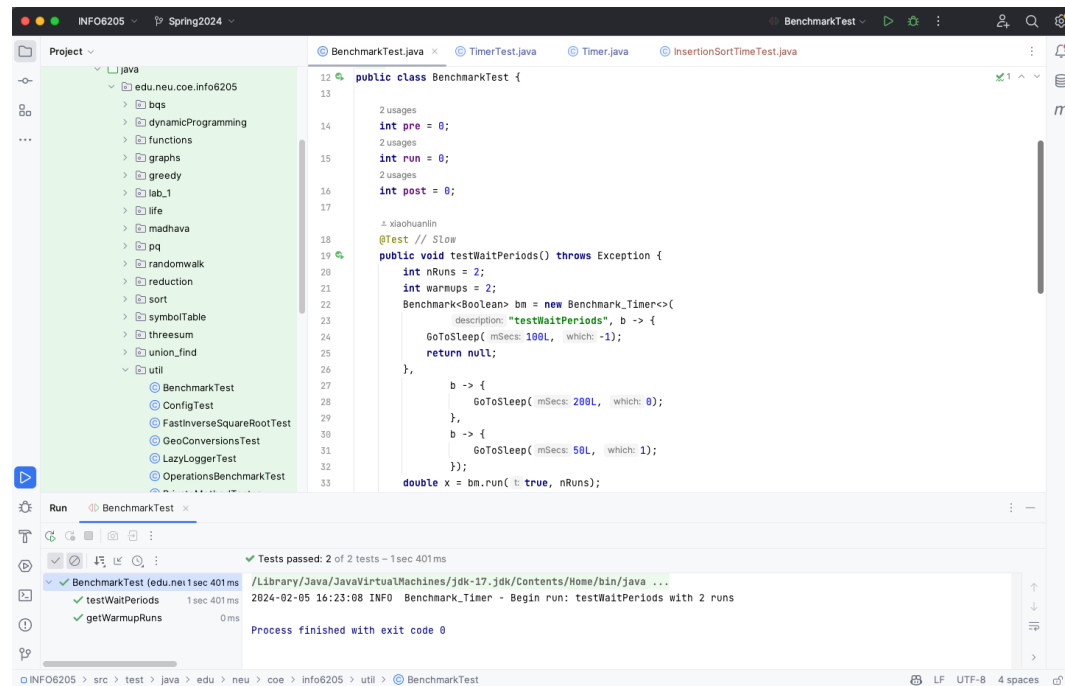 INFO6205 Spring2024 BenchmarkTest
Project
BenchmarkTest.java TimerTest.java Timer.java InsertionSortTimeTest.java
java
edu.neu.coe.info6205
bqs
dynamicProgramming
functions
graphs
greedy
lab_1
life
madhava
pq
randomwalk
reduction
sort
symbolTable
threesum
union_find
util
BenchmarkTest
ConfigTest
FastInverseSquareRootTest
GeoConversionsTest
LazyLoggerTest
OperationsBenchmarkTest
12 public class BenchmarkTest {
1
13
2 usages
14 int pre = 0;
2 usages
15 int run = 0;
2 usages
16 int post = 0;
17
xiaohuanlin
18 @Test // Slow
19 public void testWaitPeriods() throws Exception {
20 int nRuns = 2;
21 int warmups = 2;
22 Benchmark<Boolean> bm = new Benchmark_Timer<>(
23 description: "testWaitPeriods", b -> {
24 GoToSleep( mSecs: 100L, which: -1);
25 return null;
26 },
27 b -> {
28 GoToSleep( mSecs: 200L, which: 0);
29 },
30 b -> {
31 GoToSleep( mSecs: 50L, which: 1);
32 });
33 double x = bm.run( t: true, nRuns);
Run BenchmarkTest
Tests passed: 2 of 2 tests – 1 sec 401 ms
BenchmarkTest (edu.neu 1 sec 401 ms
testWaitPeriods 1 sec 401 ms
getWarmupRuns 0 ms
/Library/Java/JavaVirtualMachines/jdk-17.jdk/Contents/Home/bin/java ...
2024-02-05 16:23:08 INFO  Benchmark_Timer - Begin run: testWaitPeriods with 2 runs
Process finished with exit code 0
INFO6205 > src > test > java > edu > neu > coe > info6205 > util > BenchmarkTest LF UTF-8 4 spaces